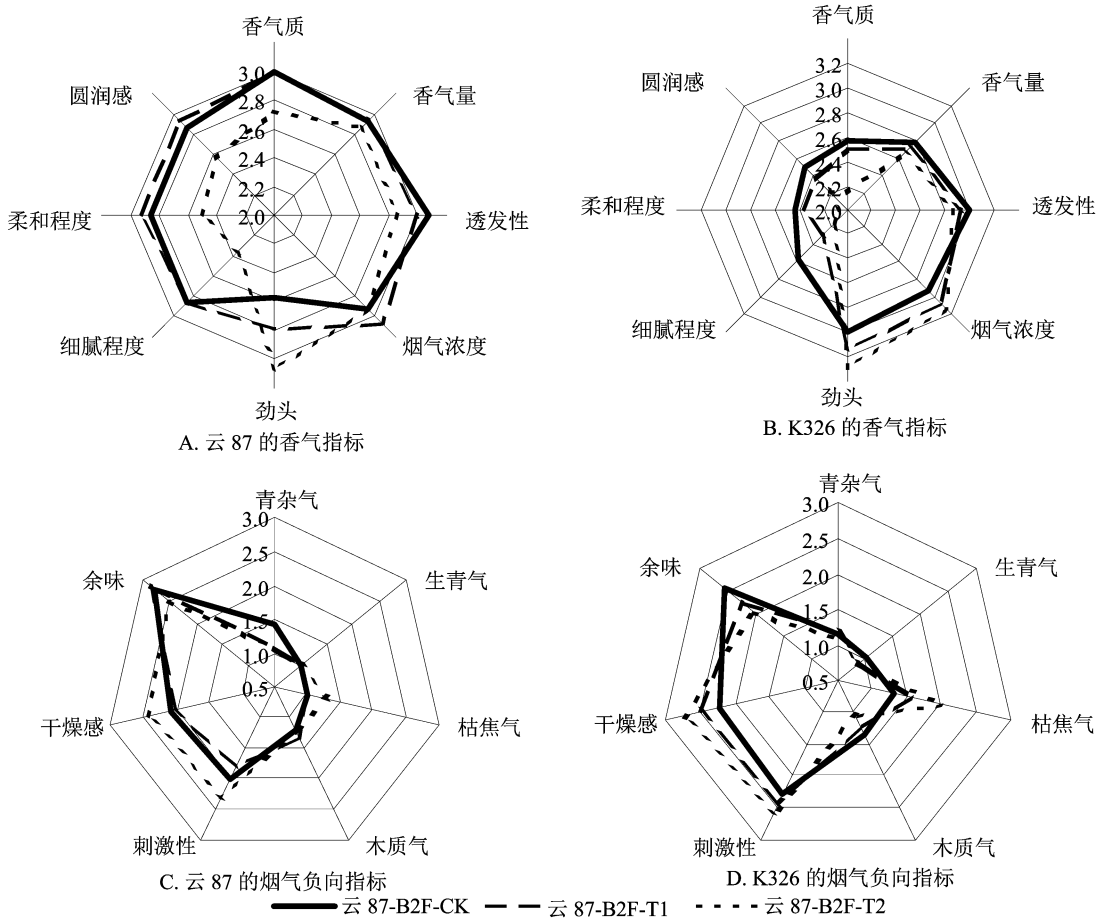 香气质
3.0
2.8
2.6
2.4
2.2
2.0
香气量
透发性
烟气浓度
劲头
细腻程度
柔和程度
圆润感
A. 云 87 的香气指标
香气质
3.2
3.0
2.8
2.6
2.4
2.2
2.0
香气量
透发性
烟气浓度
劲头
细腻程度
柔和程度
圆润感
B. K326 的香气指标
青杂气
3.0
2.5
2.0
1.5
1.0
0.5
生青气
枯焦气
木质气
刺激性
干燥感
余味
C. 云 87 的烟气负向指标
青杂气
3.0
2.5
2.0
1.5
1.0
0.5
生青气
枯焦气
木质气
刺激性
干燥感
余味
D. K326 的烟气负向指标
云 87-B2F-CK 云 87-B2F-T1 云 87-B2F-T2